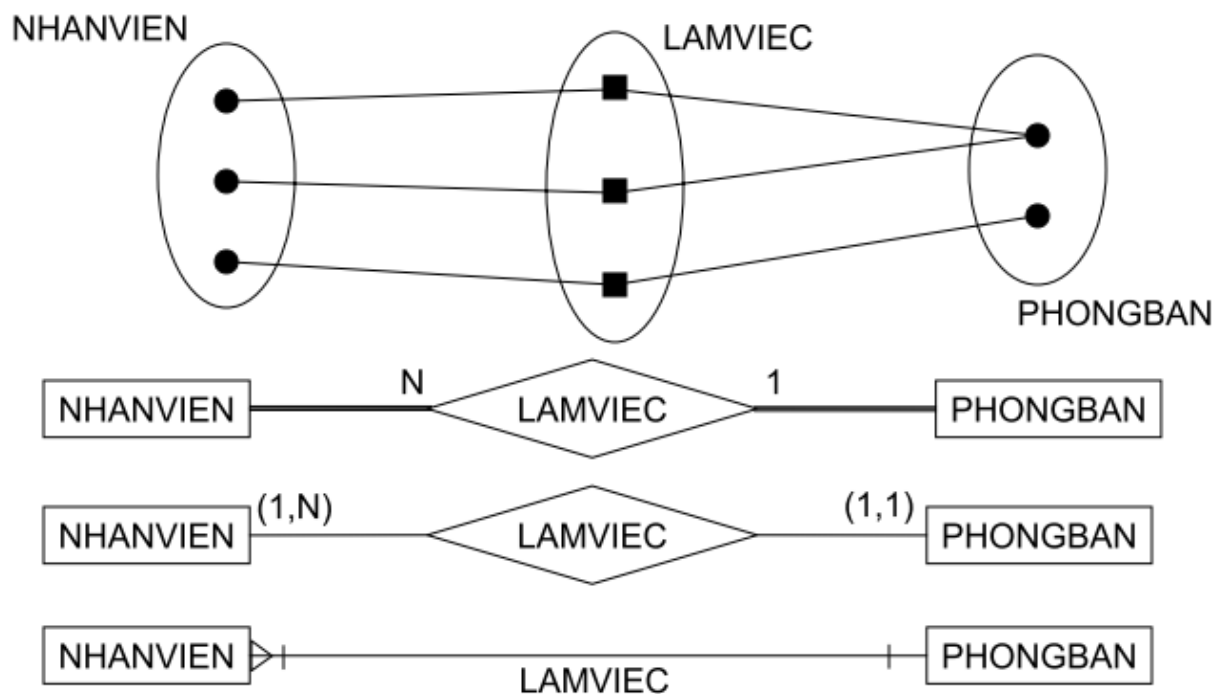 NHANVIEN
LAMVIEC
PHONGBAN
NHANVIEN N LAMVIEC 1 PHONGBAN
NHANVIEN (1,N) LAMVIEC (1,1) PHONGBAN
NHANVIEN LAMVIEC PHONGBAN